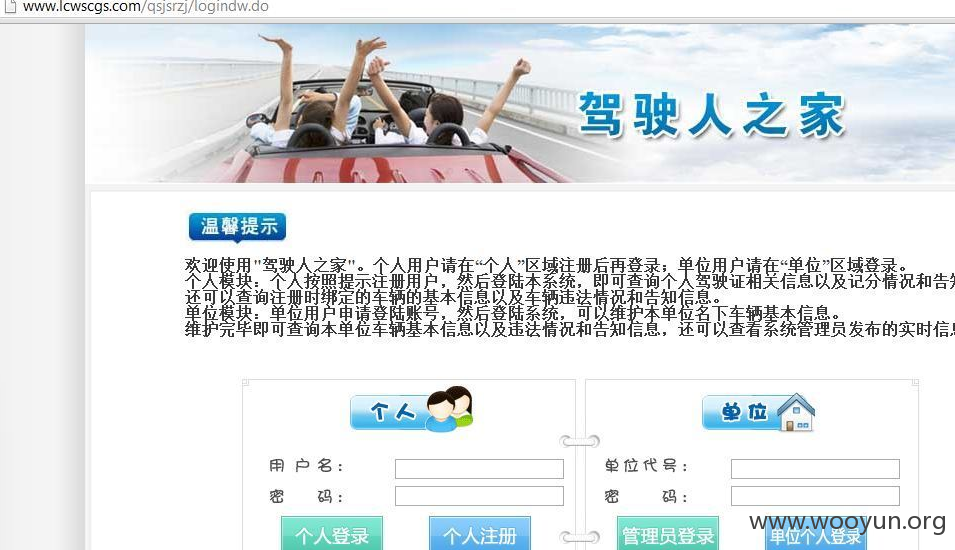 www.lcwscgs.com/qsjsrzj/logindw.do
驾驶人之家
温馨提示
欢迎使用"驾驶人之家"。个人用户请在“个人”区域注册后再登录；单位用户请在“单位”区域登录。
个人模块：个人按照提示注册用户，然后登陆本系统，即可查询个人驾驶证相关信息以及记分情况和告知
还可以查询注册时绑定的车辆的基本信息以及车辆违法情况和告知信息。
单位模块：单位用户申请登陆账号，然后登陆系统，可以维护本单位名下车辆基本信息。
维护完毕即可查询本单位车辆基本信息以及违法情况和告知信息，还可以查看系统管理员发布的实时信息
个人
单位
用户名：
单位代号：
密 码：
密 码：
个人登录 个人注册
管理员登录 单位个人登录
www.wooyun.org